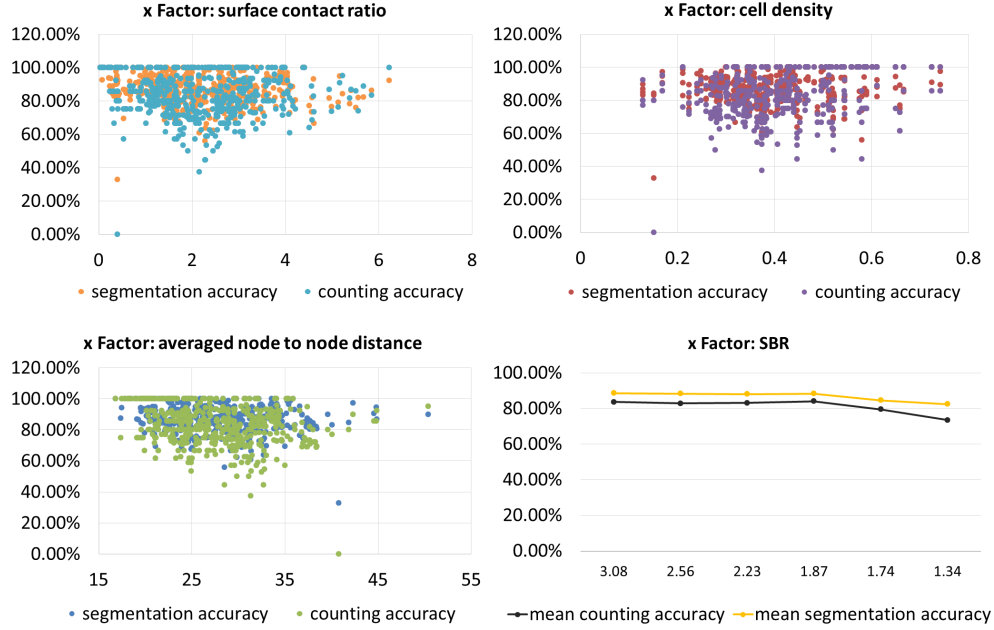 x Factor: surface contact ratio
120.00%
100.00%
80.00%
60.00%
40.00%
20.00%
0.00%
0 2 4 6 8
segmentation accuracy counting accuracy
x Factor: cell density
120.00%
100.00%
80.00%
60.00%
40.00%
20.00%
0.00%
0 0.2 0.4 0.6 0.8
segmentation accuracy counting accuracy
x Factor: averaged node to node distance
120.00%
100.00%
80.00%
60.00%
40.00%
20.00%
0.00%
15 25 35 45 55
segmentation accuracy counting accuracy
x Factor: SBR
100.00%
80.00%
60.00%
40.00%
20.00%
0.00%
3.08 2.56 2.23 1.87 1.74 1.34
mean counting accuracy mean segmentation accuracy